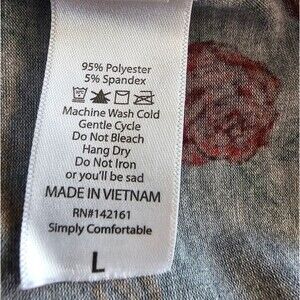 95% Polyester
5% Spandex
Machine Wash Cold
Gentle Cycle
Do Not Bleach
Hang Dry
Do Not Iron
or you'll be sad
MADE IN VIETNAM
RN#142161
Simply Comfortable
L